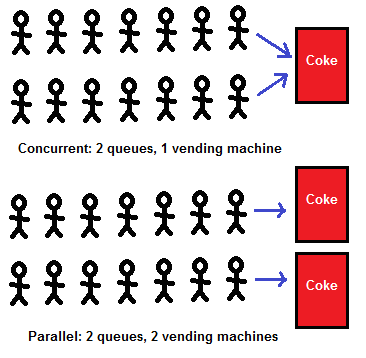 Coke
Concurrent: 2 queues, 1 vending machine
Coke
Coke
Parallel: 2 queues, 2 vending machines